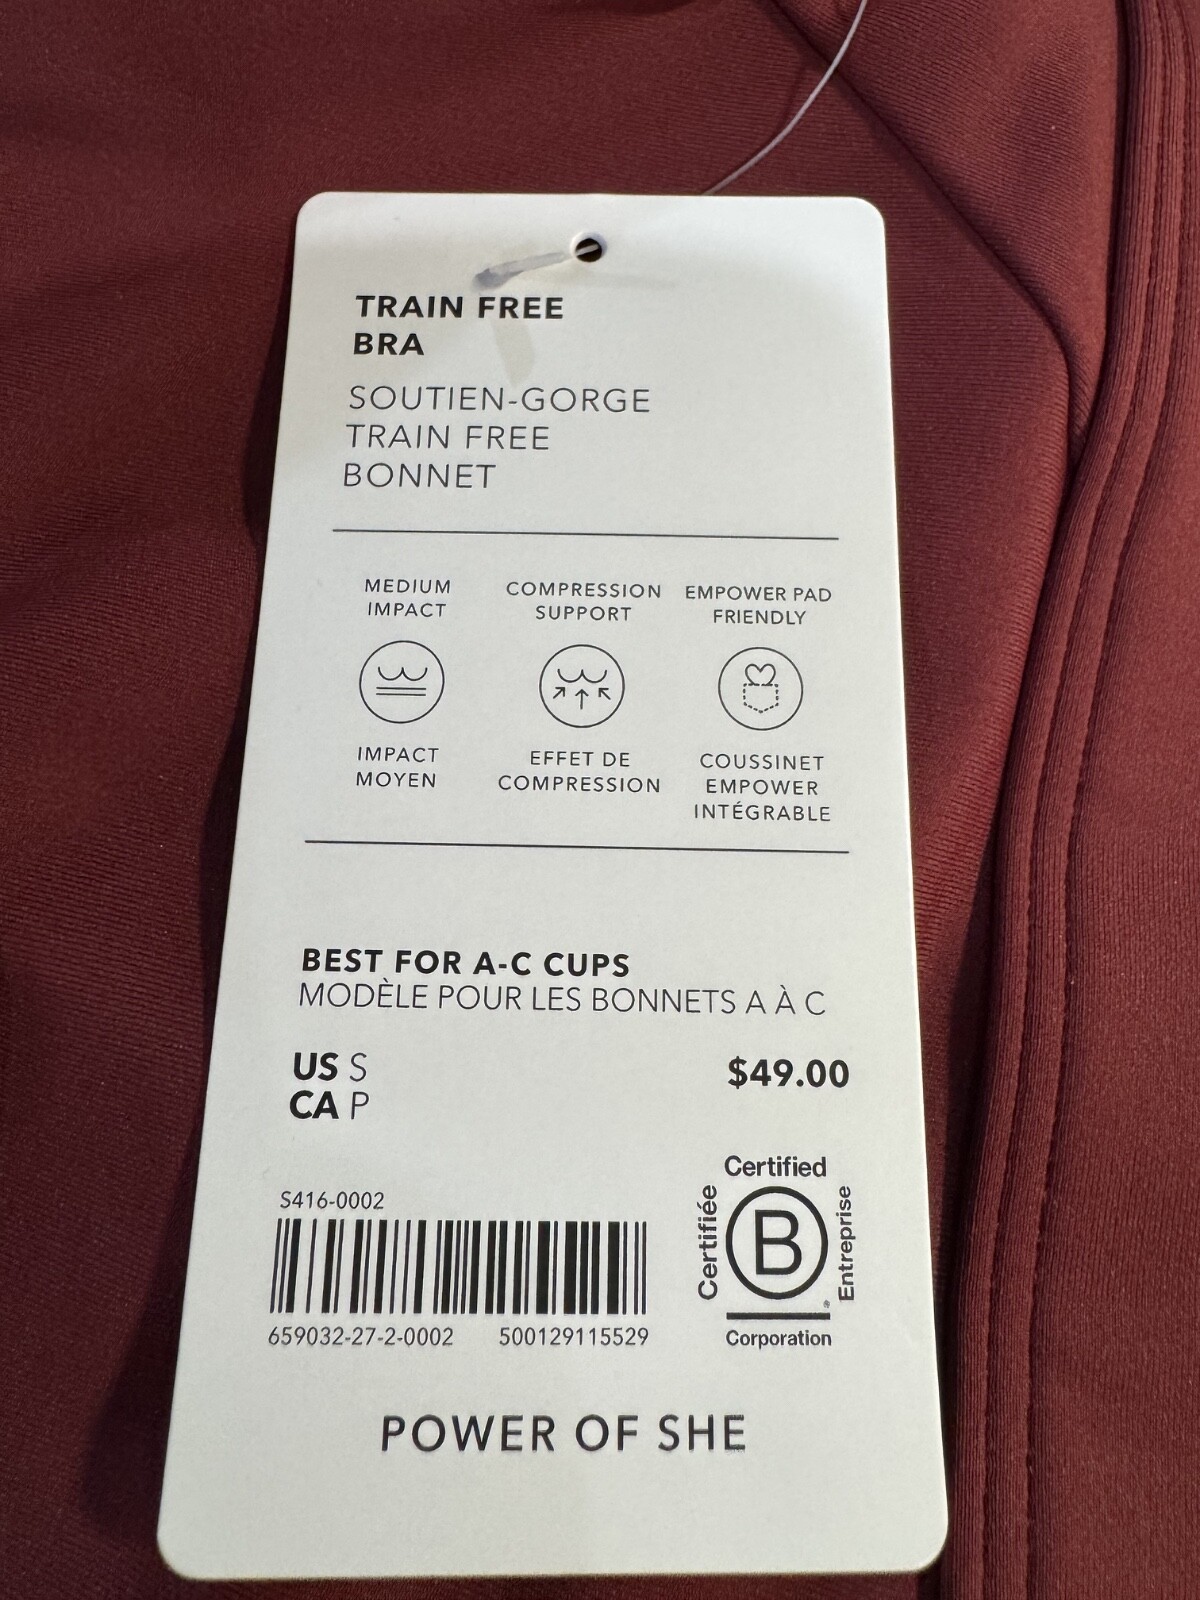 TRAIN FREE
BRA
SOUTIEN-GORGE
TRAIN FREE
BONNET
MEDIUM
IMPACT
COMPRESSION
SUPPORT
EMPOWER PAD
FRIENDLY
IMPACT
MOYEN
EFFET DE
COMPRESSION
COUSSINET
EMPOWER
INTÉGRABLE
BEST FOR A-C CUPS
MODÈLE POUR LES BONNETS A À C
US S
CA P
$49.00
S416-0002
659032-27-2-0002 500129115529
Certified
Certifiée
B
Entreprise
®
Corporation
POWER OF SHE